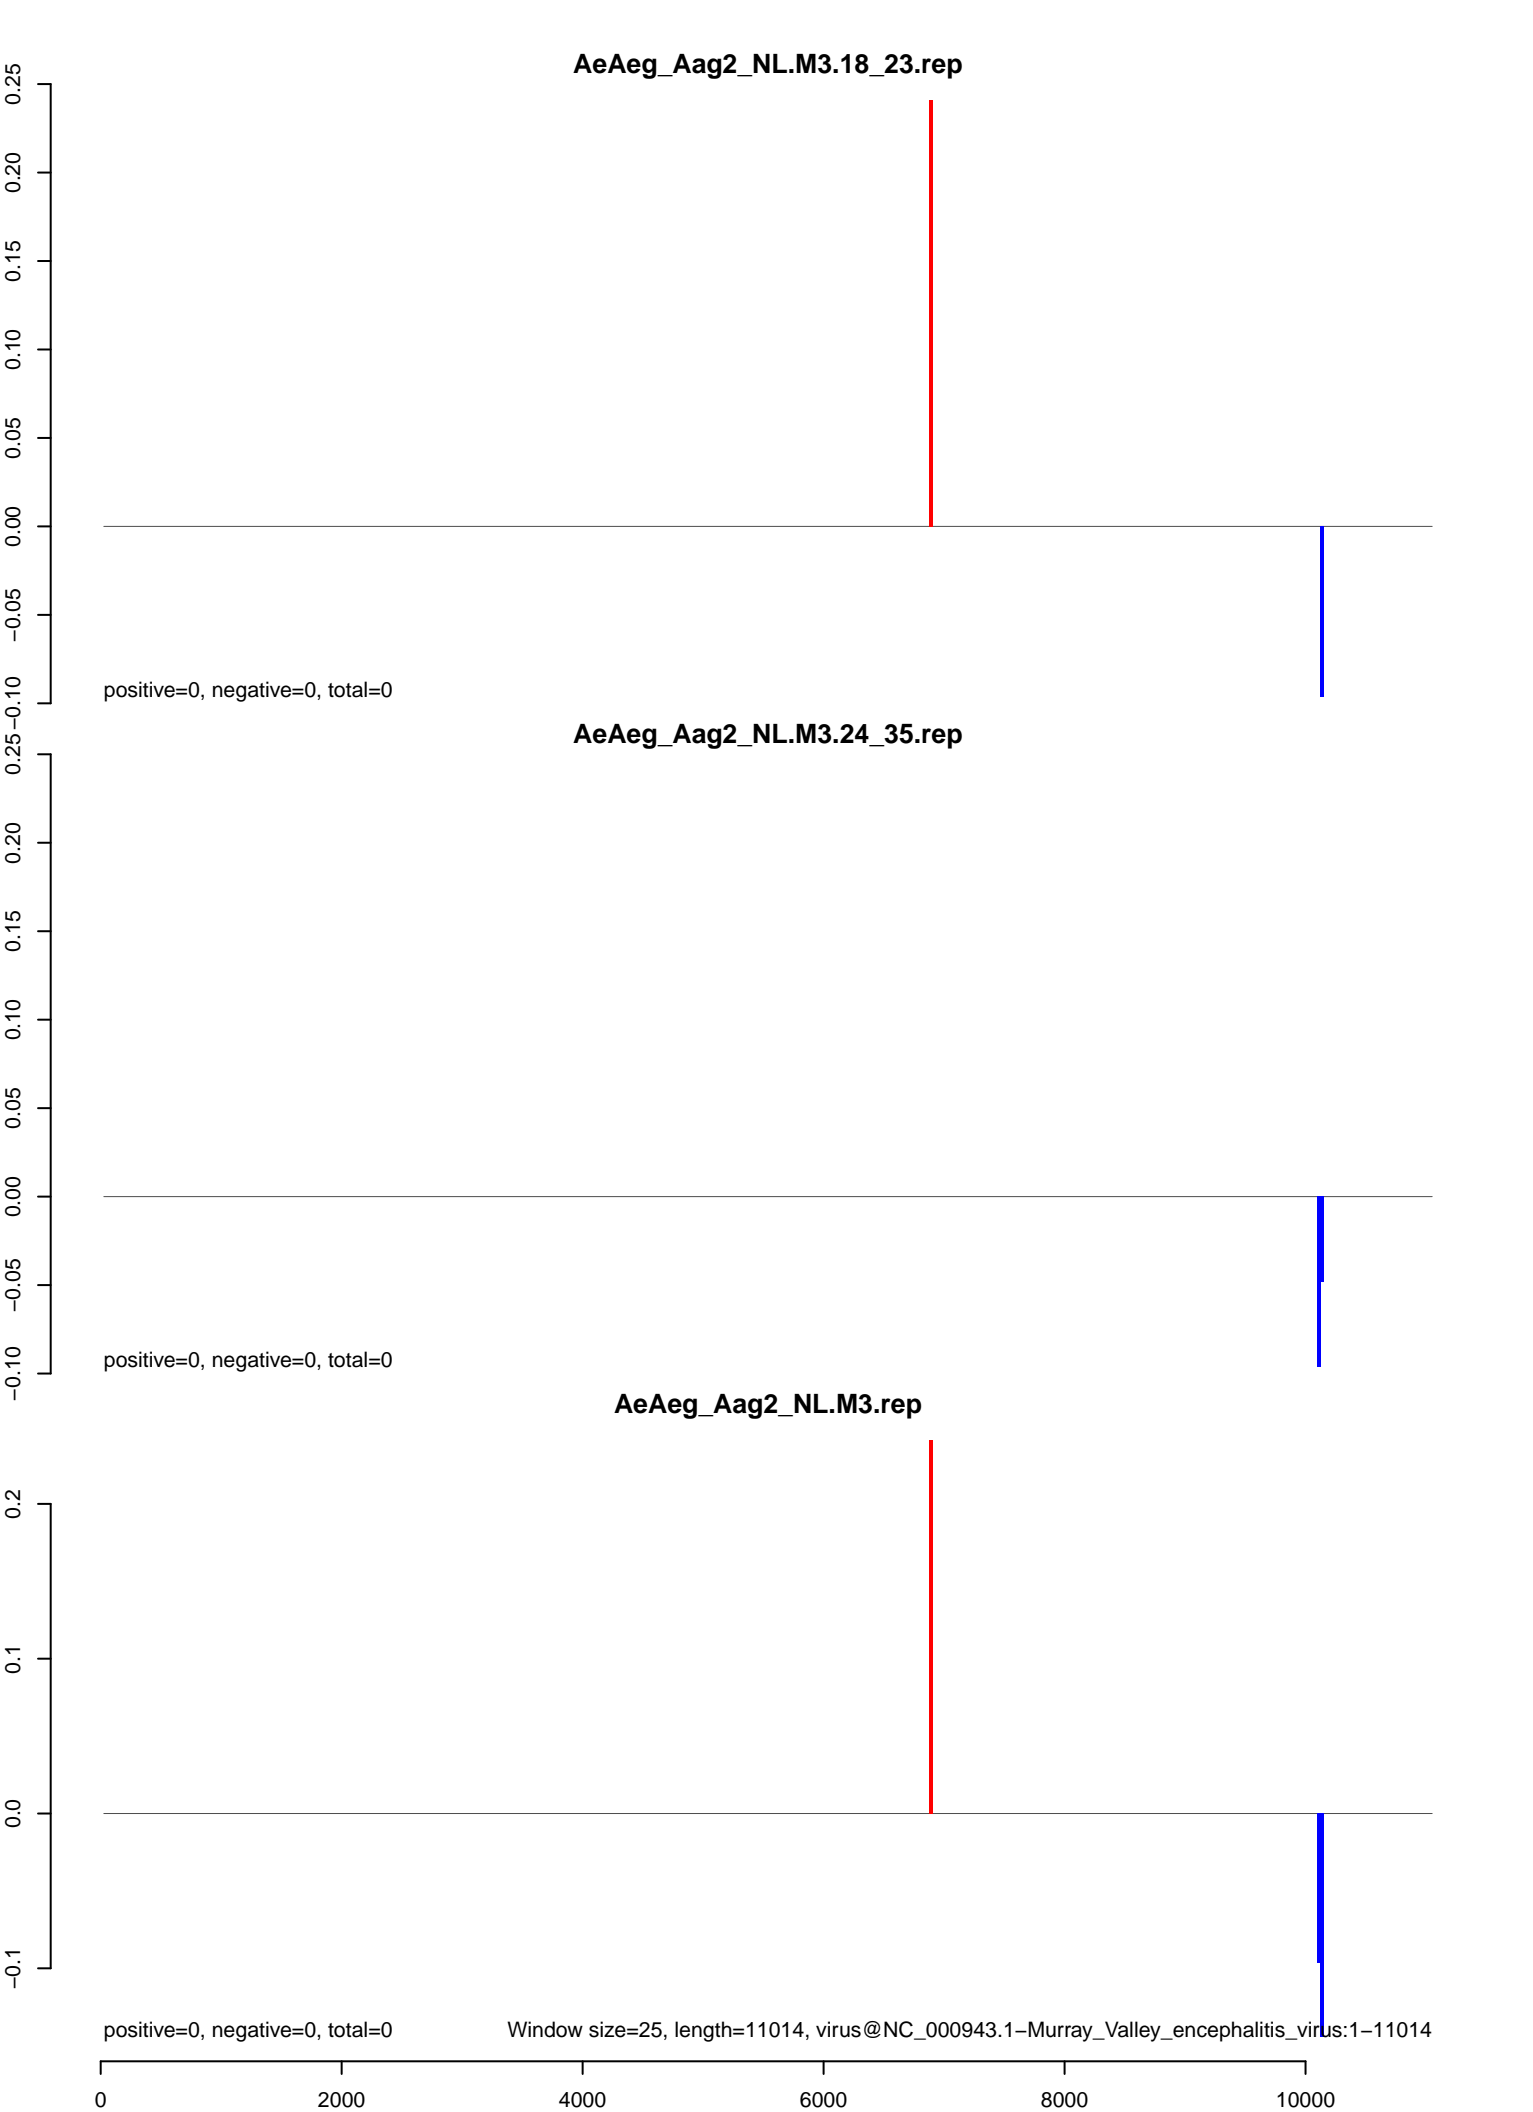 AeAeg_Aag2_NL.M3.18_23.rep
0.25
0.20
0.15
0.10
0.05
0.00
−0.05
−0.10
positive=0, negative=0, total=0
AeAeg_Aag2_NL.M3.24_35.rep
0.25
0.20
0.15
0.10
0.05
0.00
−0.05
−0.10
positive=0, negative=0, total=0
AeAeg_Aag2_NL.M3.rep
0.2
0.1
0.0
−0.1
positive=0, negative=0, total=0
Window size=25, length=11014, virus@NC_000943.1−Murray_Valley_encephalitis_virus:1−11014
0 2000 4000 6000 8000 10000